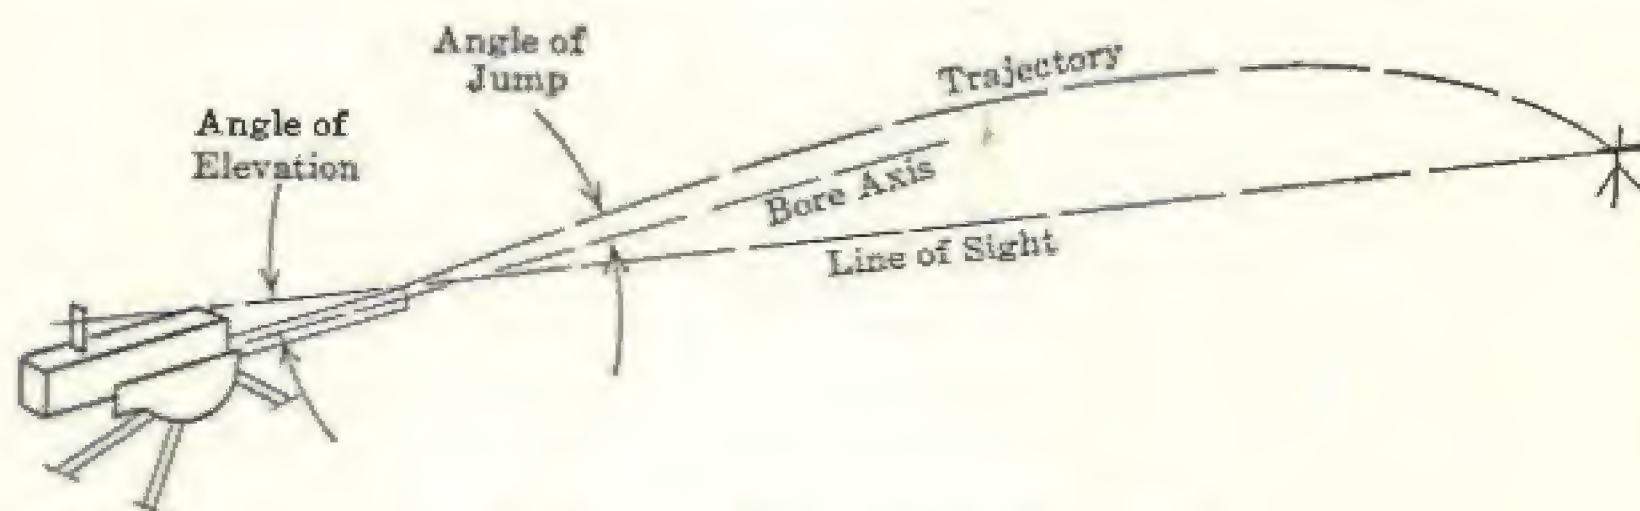 Angle of
Jump
Trajectory
Angle of
Elevation
Bore Axis
Line of Sight